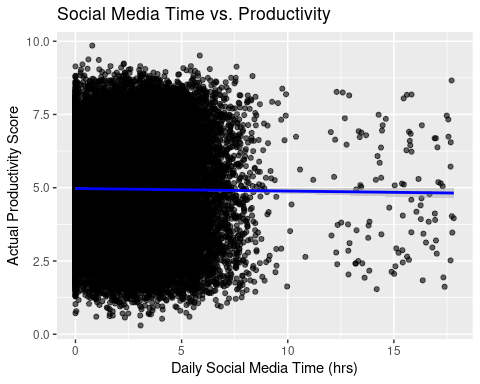 Social Media Time vs. Productivity
10.0
7.5
5.0
2.5
0.0
Actual Productivity Score
0 5 10 15
Daily Social Media Time (hrs)